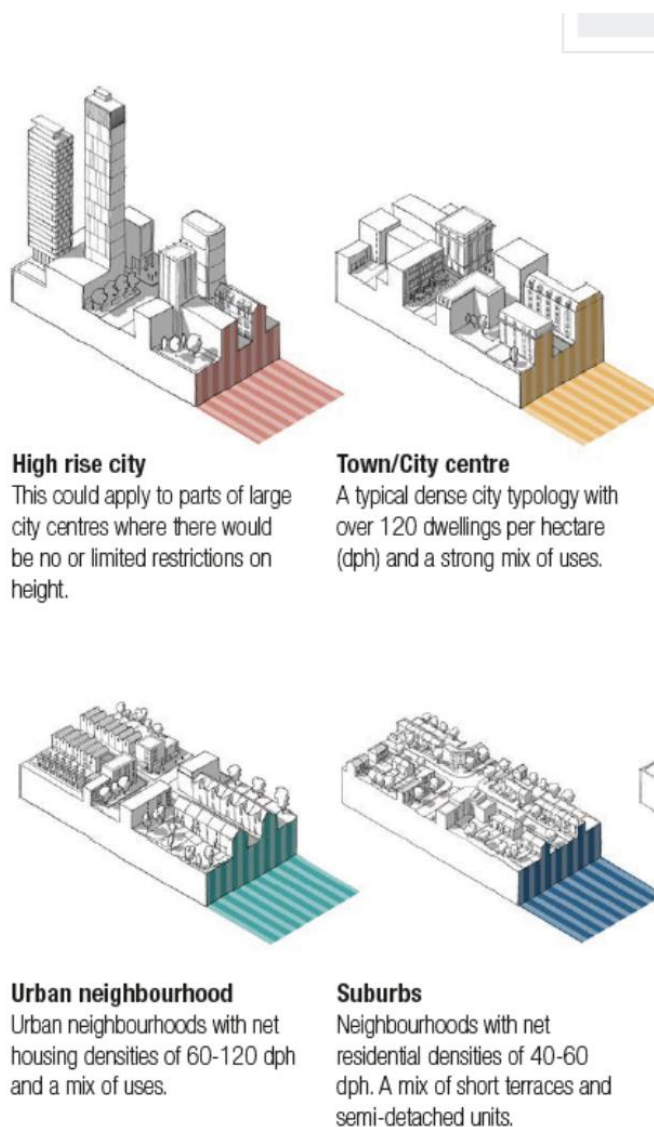 High rise city
This could apply to parts of large
city centres where there would
be no or limited restrictions on
height.
Town/City centre
A typical dense city typology with
over 120 dwellings per hectare
(dph) and a strong mix of uses.
Urban neighbourhood
Urban neighbourhoods with net
housing densities of 60-120 dph
and a mix of uses.
Suburbs
Neighbourhoods with net
residential densities of 40-60
dph. A mix of short terraces and
semi-detached units.